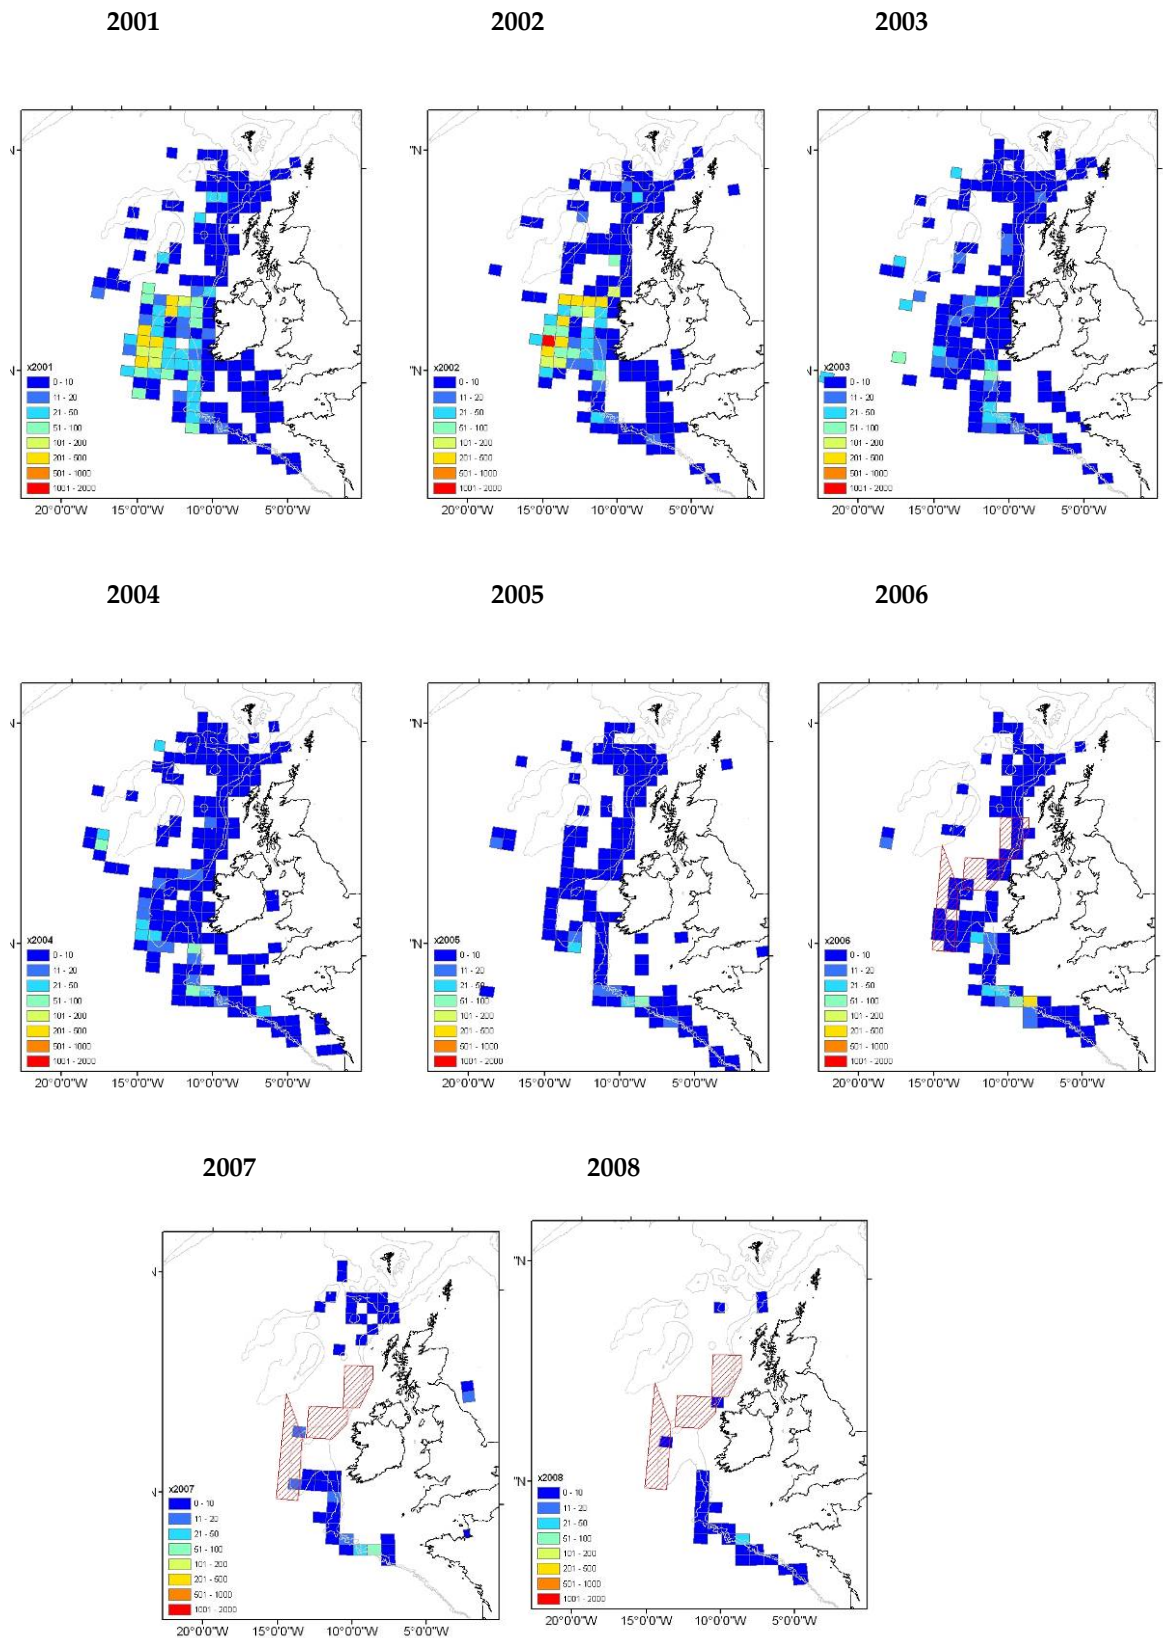 2001 2002 2003
N- "N- N-
N- "N- N-
x2001 x2002 x2003
0 - 10 0 - 10 0 - 10
11 - 20 11 - 20 11 - 20
21 - 50 21 - 50 21 - 50
51 - 100 51 - 100 51 - 100
101 - 200 101 - 200 101 - 200
201 - 500 201 - 500 201 - 500
501 - 1000 501 - 1000 501 - 1000
1001 - 2000 1001 - 2000 1001 - 2000
20°0'0"W 15°0'0"W 10°0'0"W 5°0'0"W 20°0'0"W 15°0'0"W 10°0'0"W 5°0'0"W 20°0'0"W 15°0'0"W 10°0'0"W 5°0'0"W
2004 2005 2006
N- "N- N-
N- "N- N-
x2004 x2005 x2006
0 - 10 0 - 10 0 - 10
11 - 20 11 - 20 11 - 20
21 - 50 21 - 50 21 - 50
51 - 100 51 - 100 51 - 100
101 - 200 101 - 200 101 - 200
201 - 500 201 - 500 201 - 500
501 - 1000 501 - 1000 501 - 1000
1001 - 2000 1001 - 2000 1001 - 2000
20°0'0"W 15°0'0"W 10°0'0"W 5°0'0"W 20°0'0"W 15°0'0"W 10°0'0"W 5°0'0"W 20°0'0"W 15°0'0"W 10°0'0"W 5°0'0"W
2007 2008
N- "N-
N- "N-
x2007 x2008
0 - 10 0 - 10
11 - 20 11 - 20
21 - 50 21 - 50
51 - 100 51 - 100
101 - 200 101 - 200
201 - 500 201 - 500
501 - 1000 501 - 1000
1001 - 2000 1001 - 2000
20°0'0"W 15°0'0"W 10°0'0"W 5°0'0"W 20°0'0"W 15°0'0"W 10°0'0"W 5°0'0"W